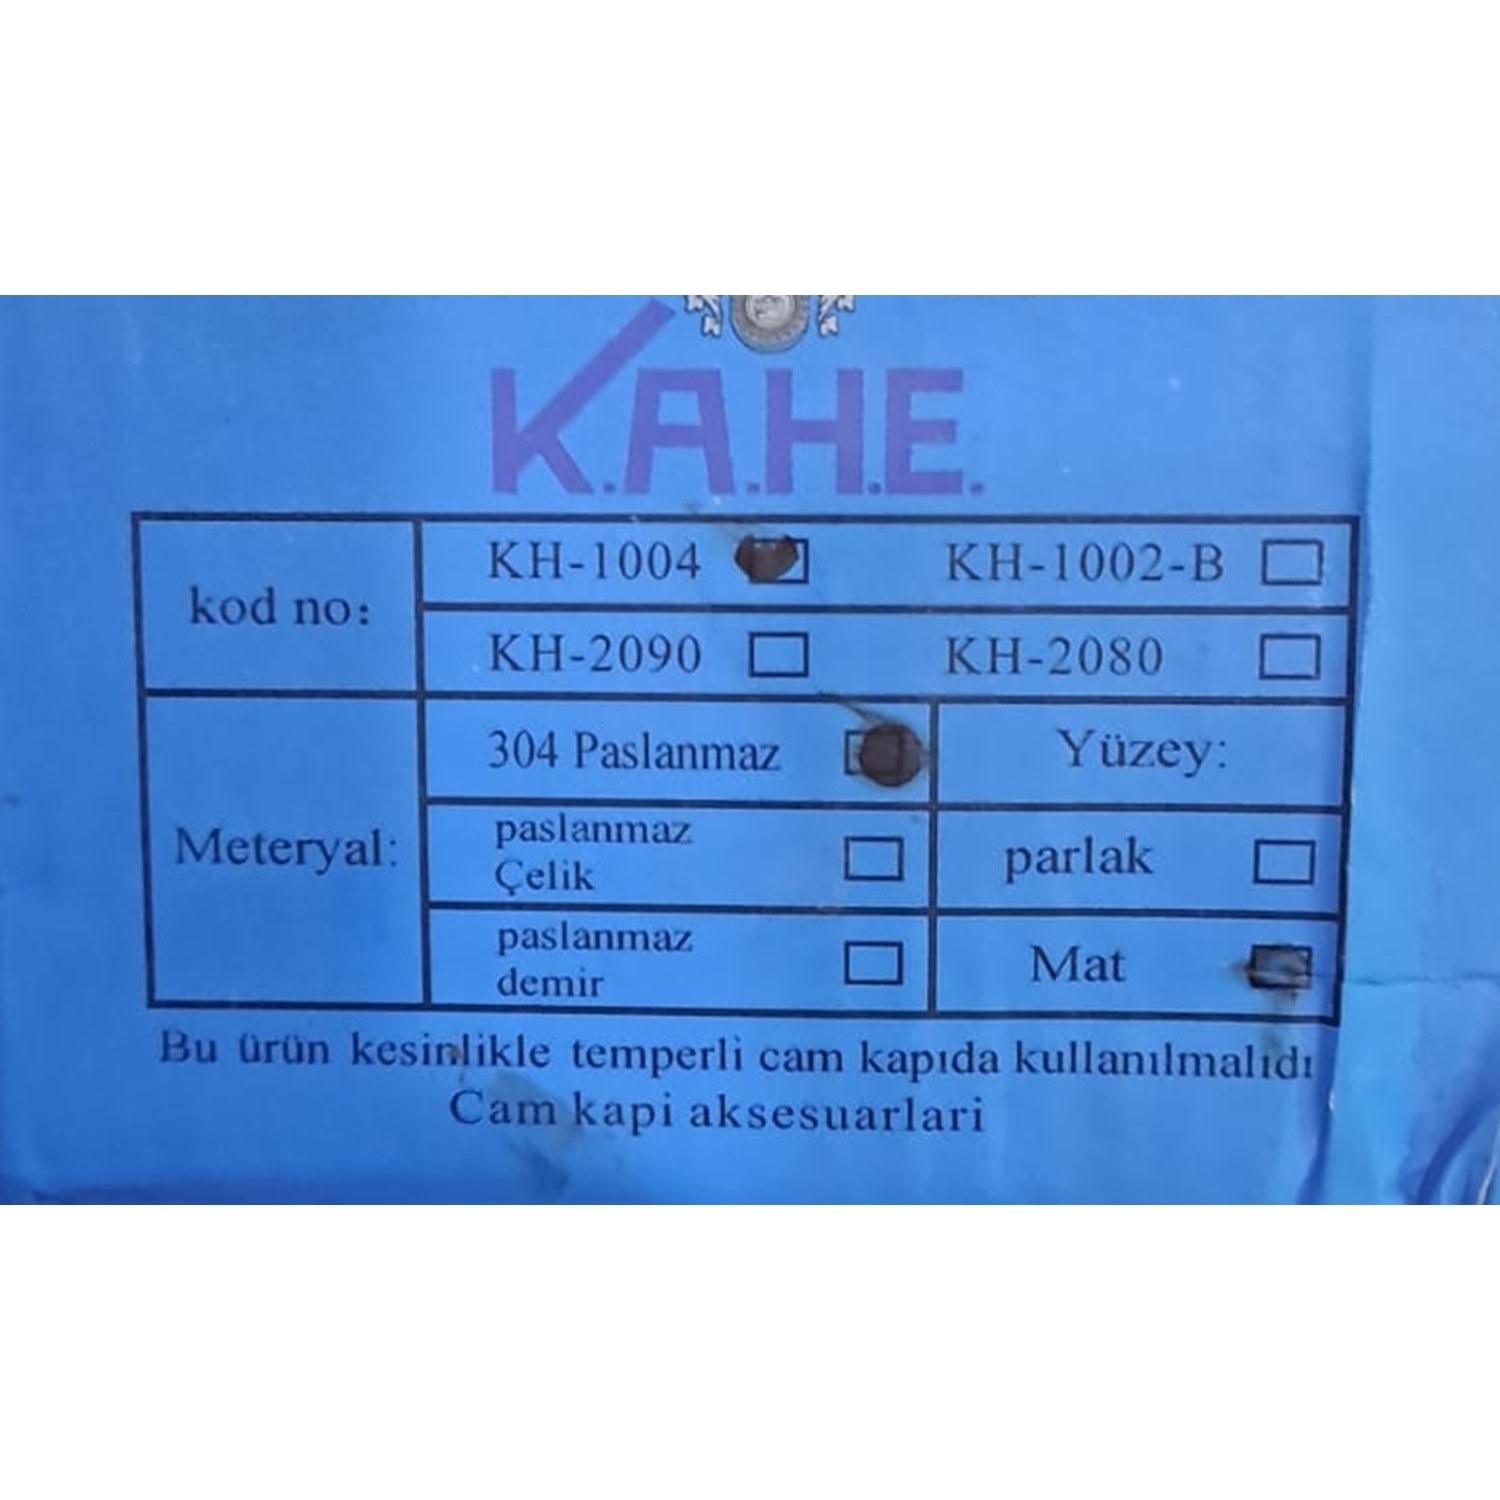 K.A.H.E.
kod no:
KH-1004
KH-1002-B
KH-2090
KH-2080
Meteryal:
304 Paslanmaz
Yüzey:
paslanmaz
Çelik
parlak
paslanmaz
demir
Mat
Bu ürün kesinlikle temperli cam kapıda kullanılmalıdı
Cam kapi aksesuarlari